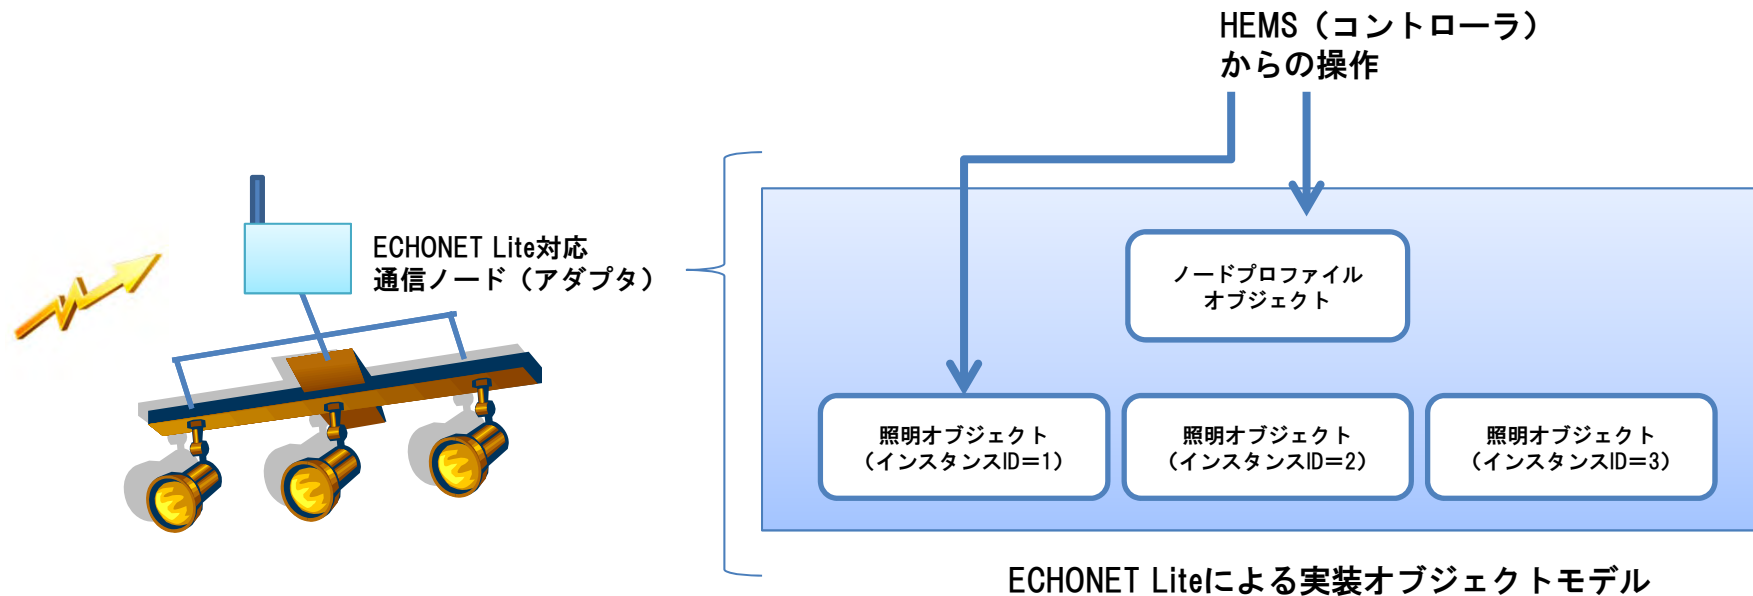 HEMS（コントローラ）
からの操作
ECHONET Lite対応
通信ノード（アダプタ）
ノードプロファイル
オブジェクト
照明オブジェクト
（インスタンスID＝1）
照明オブジェクト
（インスタンスID＝2）
照明オブジェクト
（インスタンスID＝3）
ECHONET Liteによる実装オブジェクトモデル